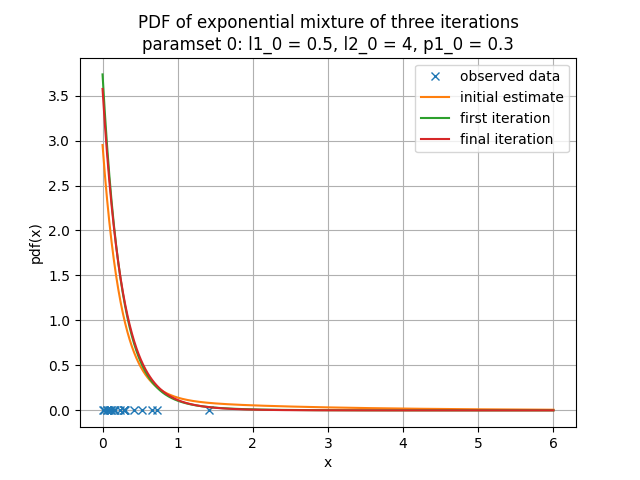 PDF of exponential mixture of three iterations
paramset 0: l1_0 = 0.5, l2_0 = 4, p1_0 = 0.3
observed data
initial estimate
first iteration
final iteration
pdf(x)
3.5
3.0
2.5
2.0
1.5
1.0
0.5
0.0
0 1 2 3 4 5 6
x